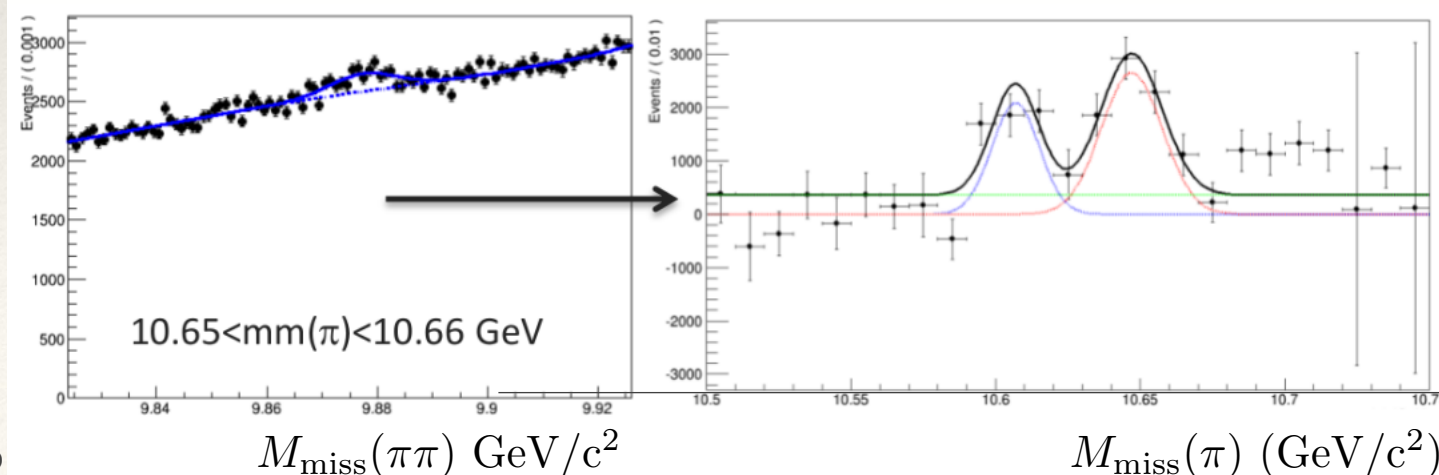 Events / ( 0.001 )
3000
2500
2000
1500
1000
500
0
9.84 9.86 9.88 9.9 9.92
10.65<mm(π)<10.66 GeV
M_miss(ππ) GeV/c²
Events / ( 0.01 )
3000
2000
1000
0
-1000
-2000
-3000
10.5 10.55 10.6 10.65 10.7 10.7
M_miss(π) (GeV/c²)